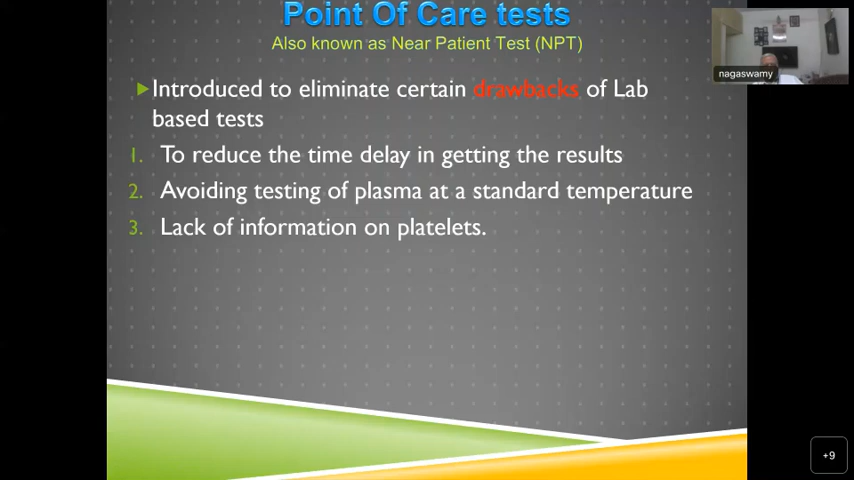 Point Of Care tests
Also known as Near Patient Test (NPT)
Introduced to eliminate certain drawbacks of Lab
based tests
1. To reduce the time delay in getting the results
2. Avoiding testing of plasma at a standard temperature
3. Lack of information on platelets.
nagaswamy
+9